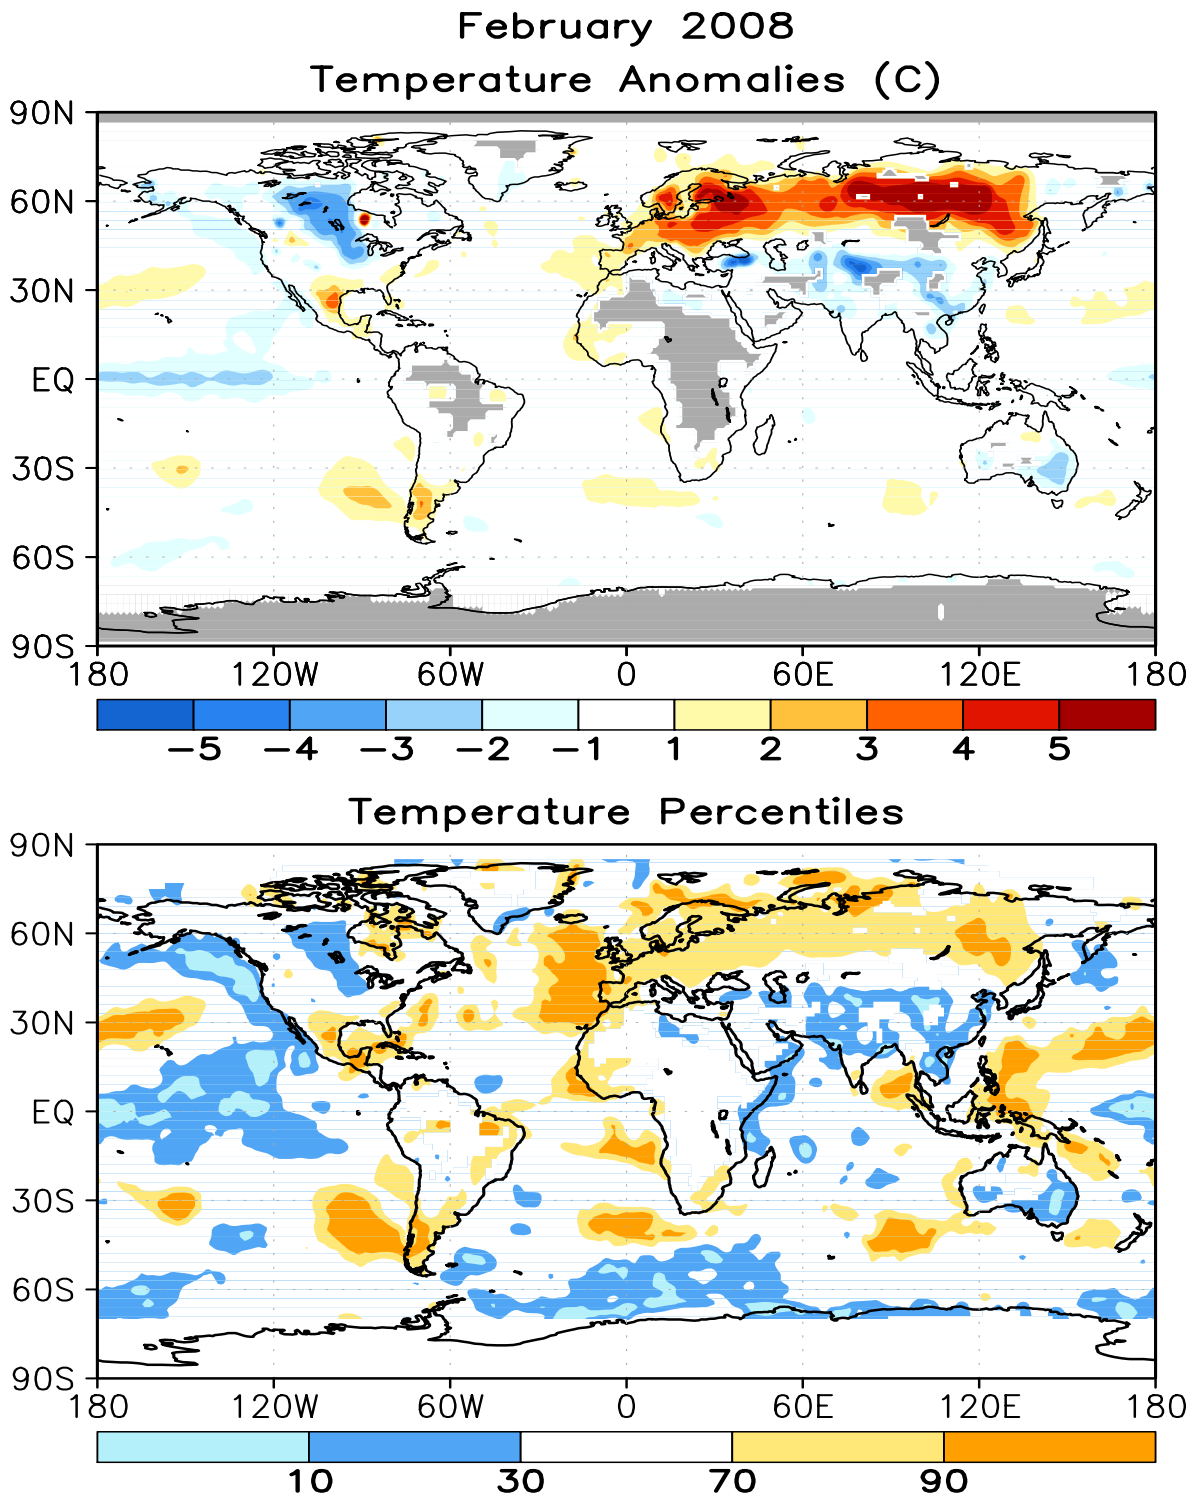 February 2008
Temperature Anomalies (C)
90N
60N
30N
EQ
30S
60S
90S
180 120W 60W 0 60E 120E 180
-5 -4 -3 -2 -1 1 2 3 4 5
Temperature Percentiles
90N
60N
30N
EQ
30S
60S
90S
180 120W 60W 0 60E 120E 180
10 30 70 90